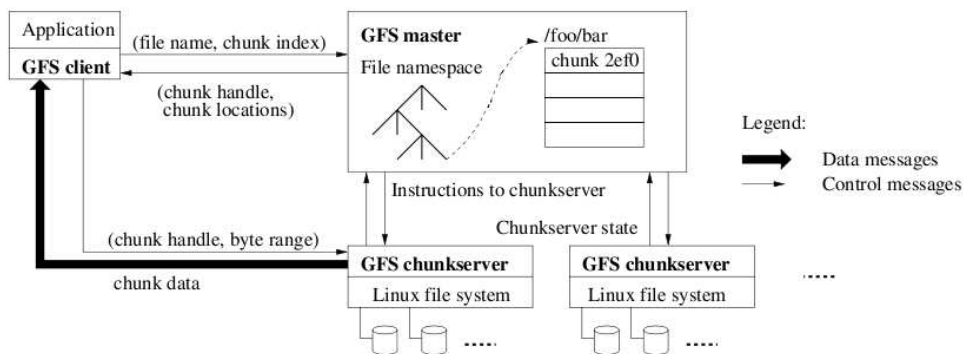 Application
GFS client
(file name, chunk index)
(chunk handle,
chunk locations)
GFS master
File namespace
/foo/bar
chunk 2ef0
Legend:
Data messages
Control messages
Instructions to chunkserver
Chunkserver state
(chunk handle, byte range)
chunk data
GFS chunkserver
Linux file system
GFS chunkserver
Linux file system